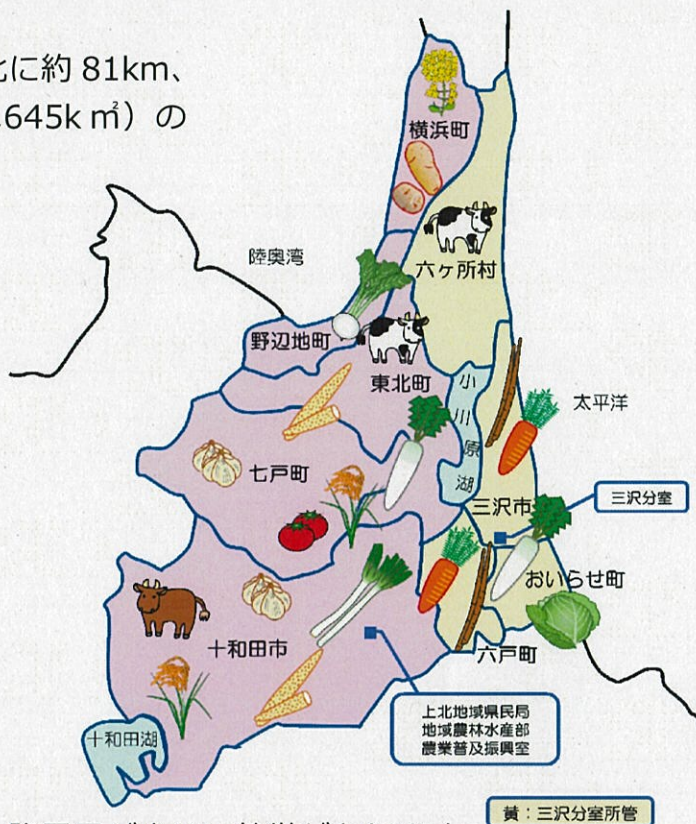 比に約 81km、
645k㎡）の
横浜町
陸奥湾
六ヶ所村
野辺地町
東北町
小川原湖
太平洋
七戸町
三沢市
三沢分室
おいらせ町
十和田市
六戸町
上北地域県民局
地域農林水産部
農業普及振興室
十和田湖
黄：三沢分室所管